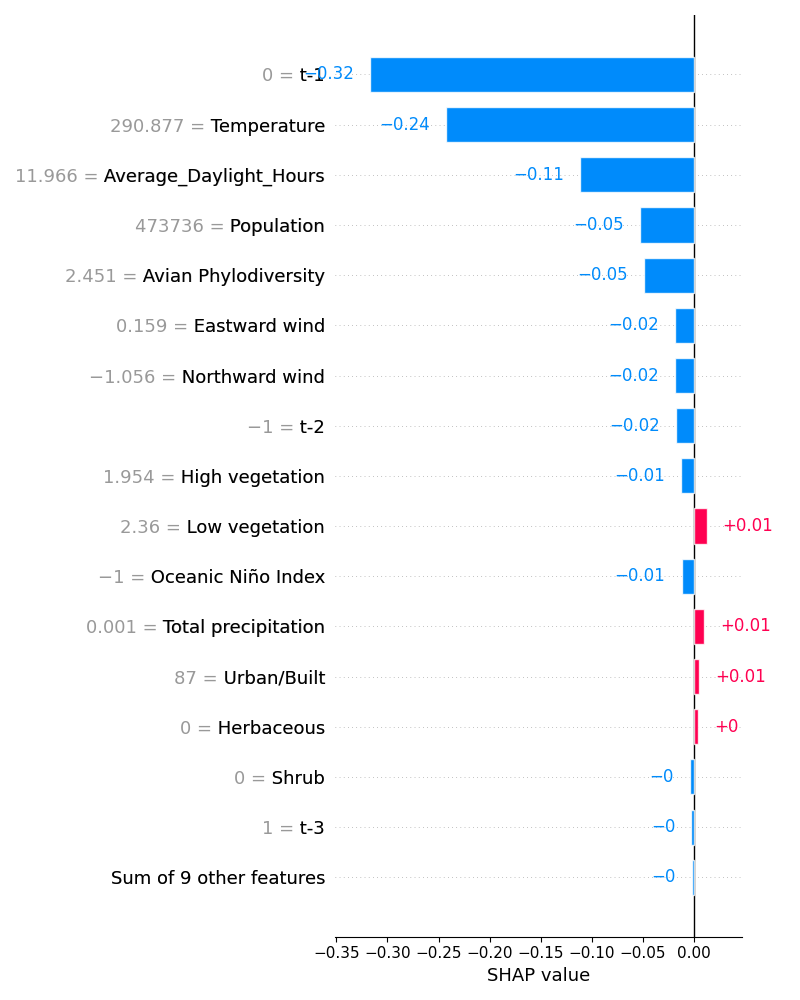 0 = t-1 −0.32
290.877 = Temperature −0.24
11.966 = Average_Daylight_Hours −0.11
473736 = Population −0.05
2.451 = Avian Phylodiversity −0.05
0.159 = Eastward wind −0.02
−1.056 = Northward wind −0.02
−1 = t-2 −0.02
1.954 = High vegetation −0.01
2.36 = Low vegetation +0.01
−1 = Oceanic Niño Index −0.01
0.001 = Total precipitation +0.01
87 = Urban/Built +0.01
0 = Herbaceous +0
0 = Shrub −0
1 = t-3 −0
Sum of 9 other features −0
−0.35 −0.30 −0.25 −0.20 −0.15 −0.10 −0.05 0.00
SHAP value